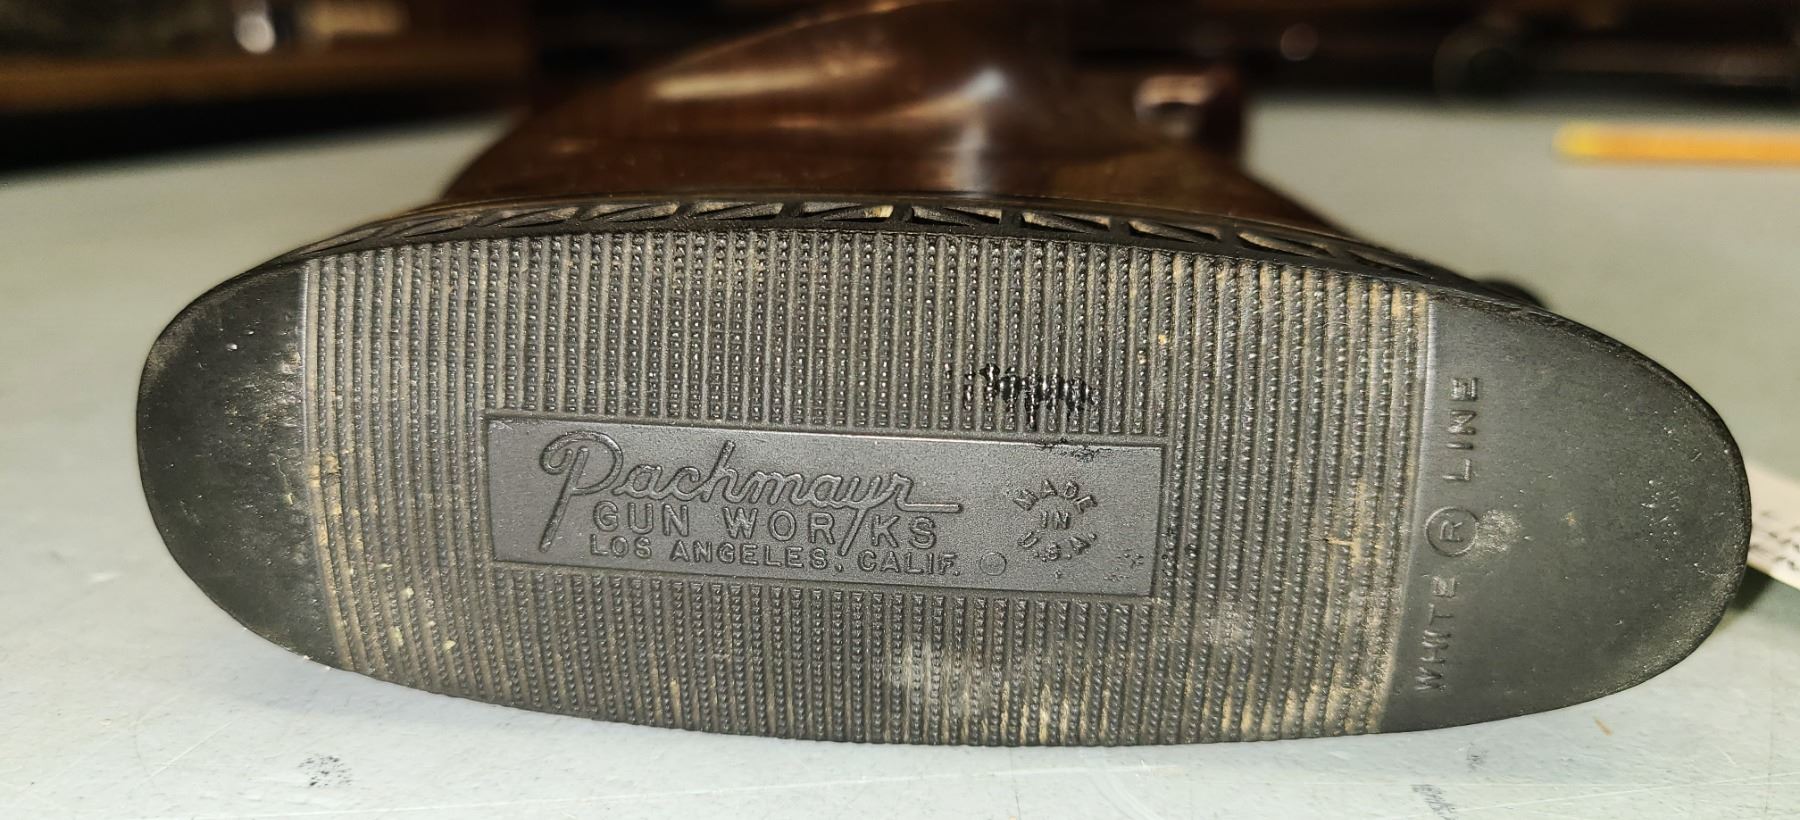 Pachmayr
GUN WORKS
LOS ANGELES, CALIF.
MADE
IN
U.S.A.
WHITE ® LINE